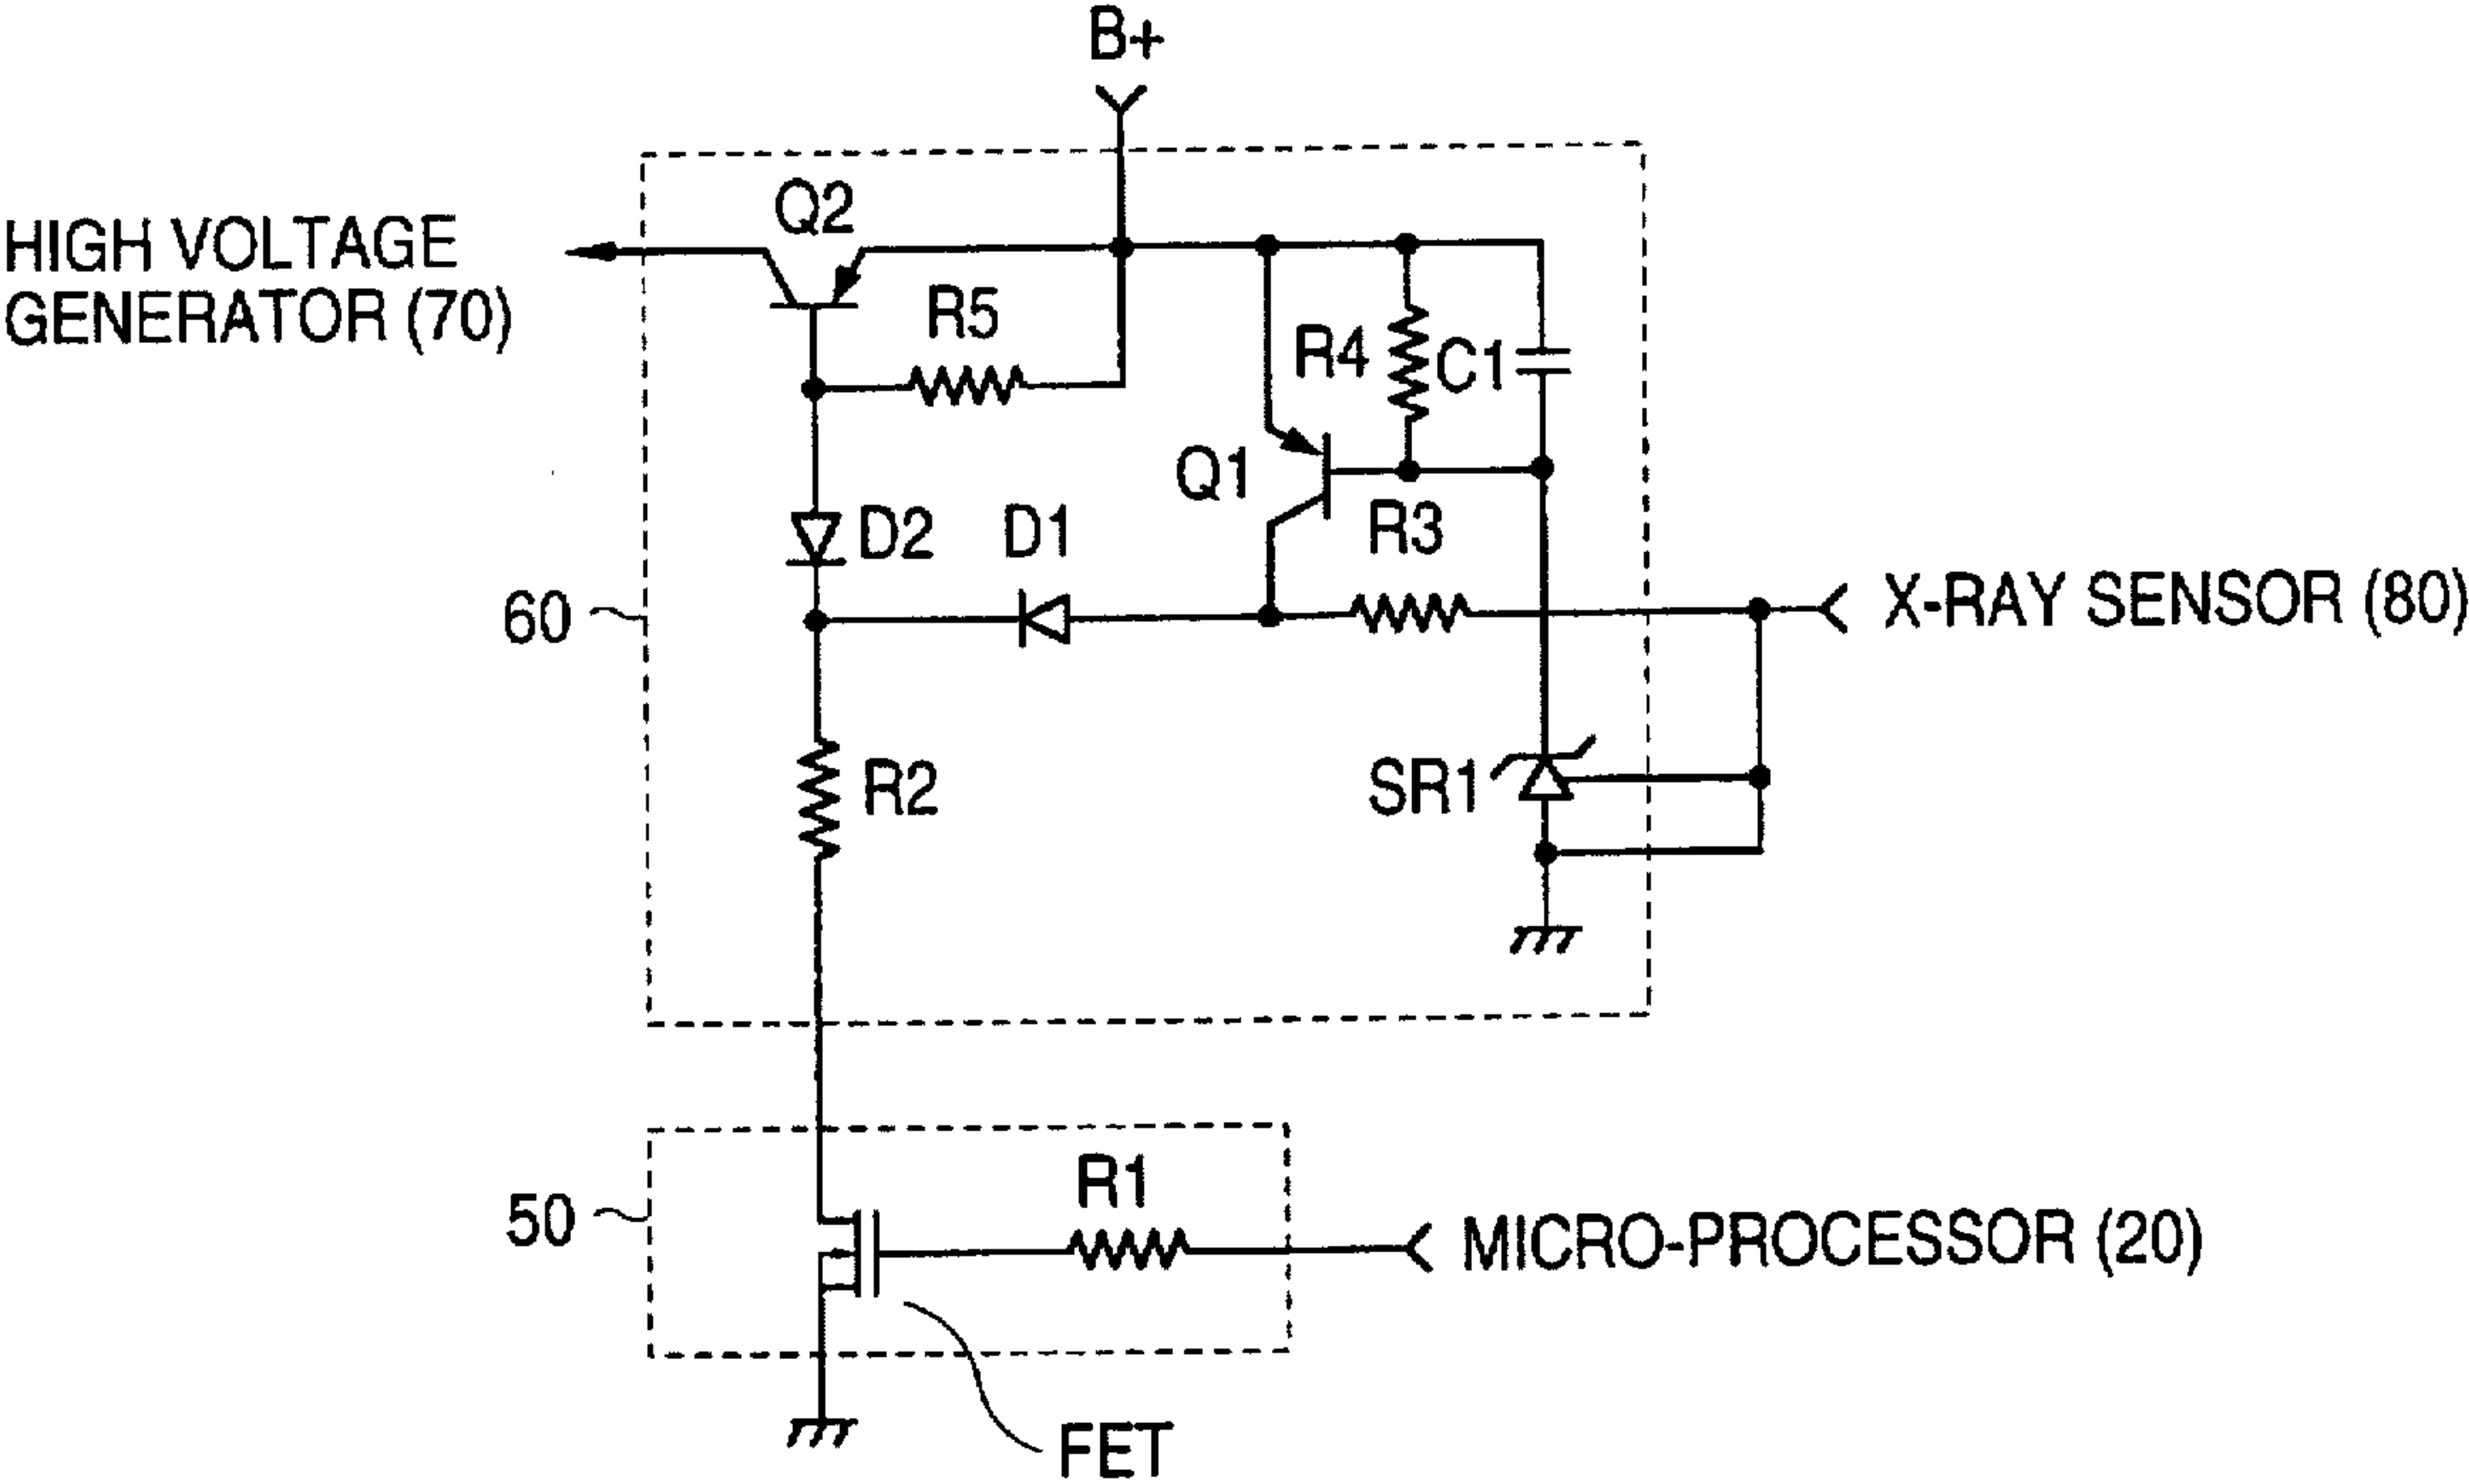 B+
Q2
HIGH VOLTAGE
GENERATOR (70)
R5
R4
C1
Q1
D2
D1
R3
60
X-RAY SENSOR (80)
R2
SR1
R1
50
MICRO-PROCESSOR (20)
FET